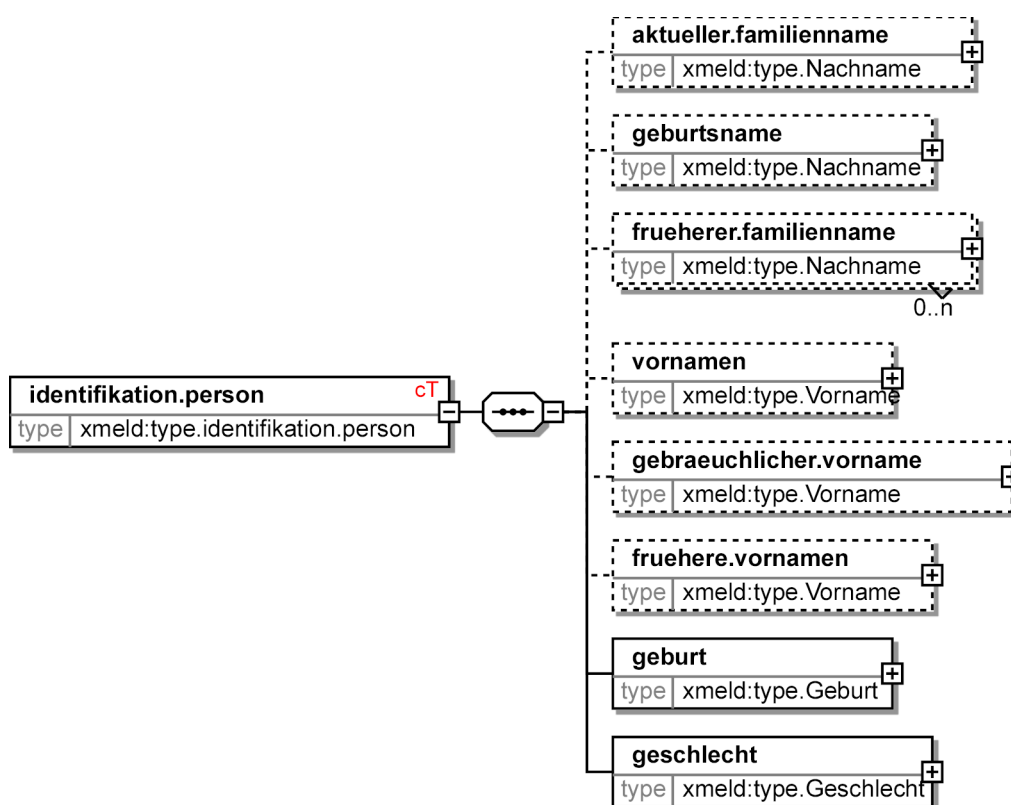 aktueller.familienname
type xmeld:type.Nachname
geburtsname
type xmeld:type.Nachname
frueherer.familienname
type xmeld:type.Nachname
0..n
identifikation.person cT
type xmeld:type.identifikation.person
vornamen
type xmeld:type.Vorname
gebraeuchlicher.vorname
type xmeld:type.Vorname
fruehere.vornamen
type xmeld:type.Vorname
geburt
type xmeld:type.Geburt
geschlecht
type xmeld:type.Geschlecht